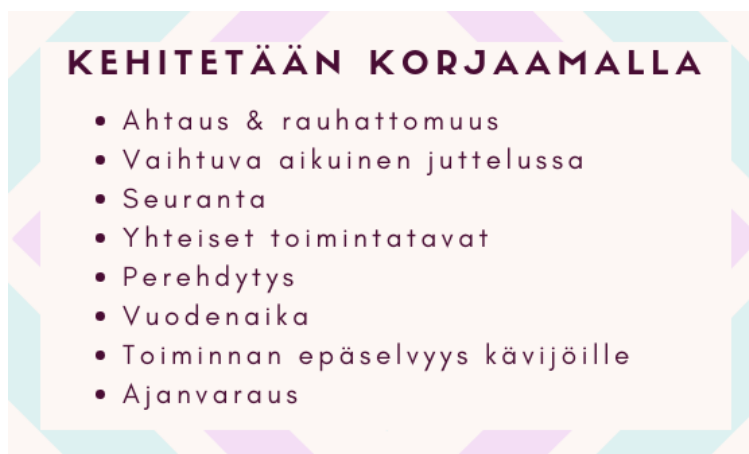 KEHITETÄÄN KORJAAMALLA
• Ahtaus & rauhattomuus
• Vaihtuva aikuinen juttelussa
• Seuranta
• Yhteiset toimintatavat
• Perehdytys
• Vuodenaika
• Toiminnan epäselvyys kävijöille
• Ajanvaraus